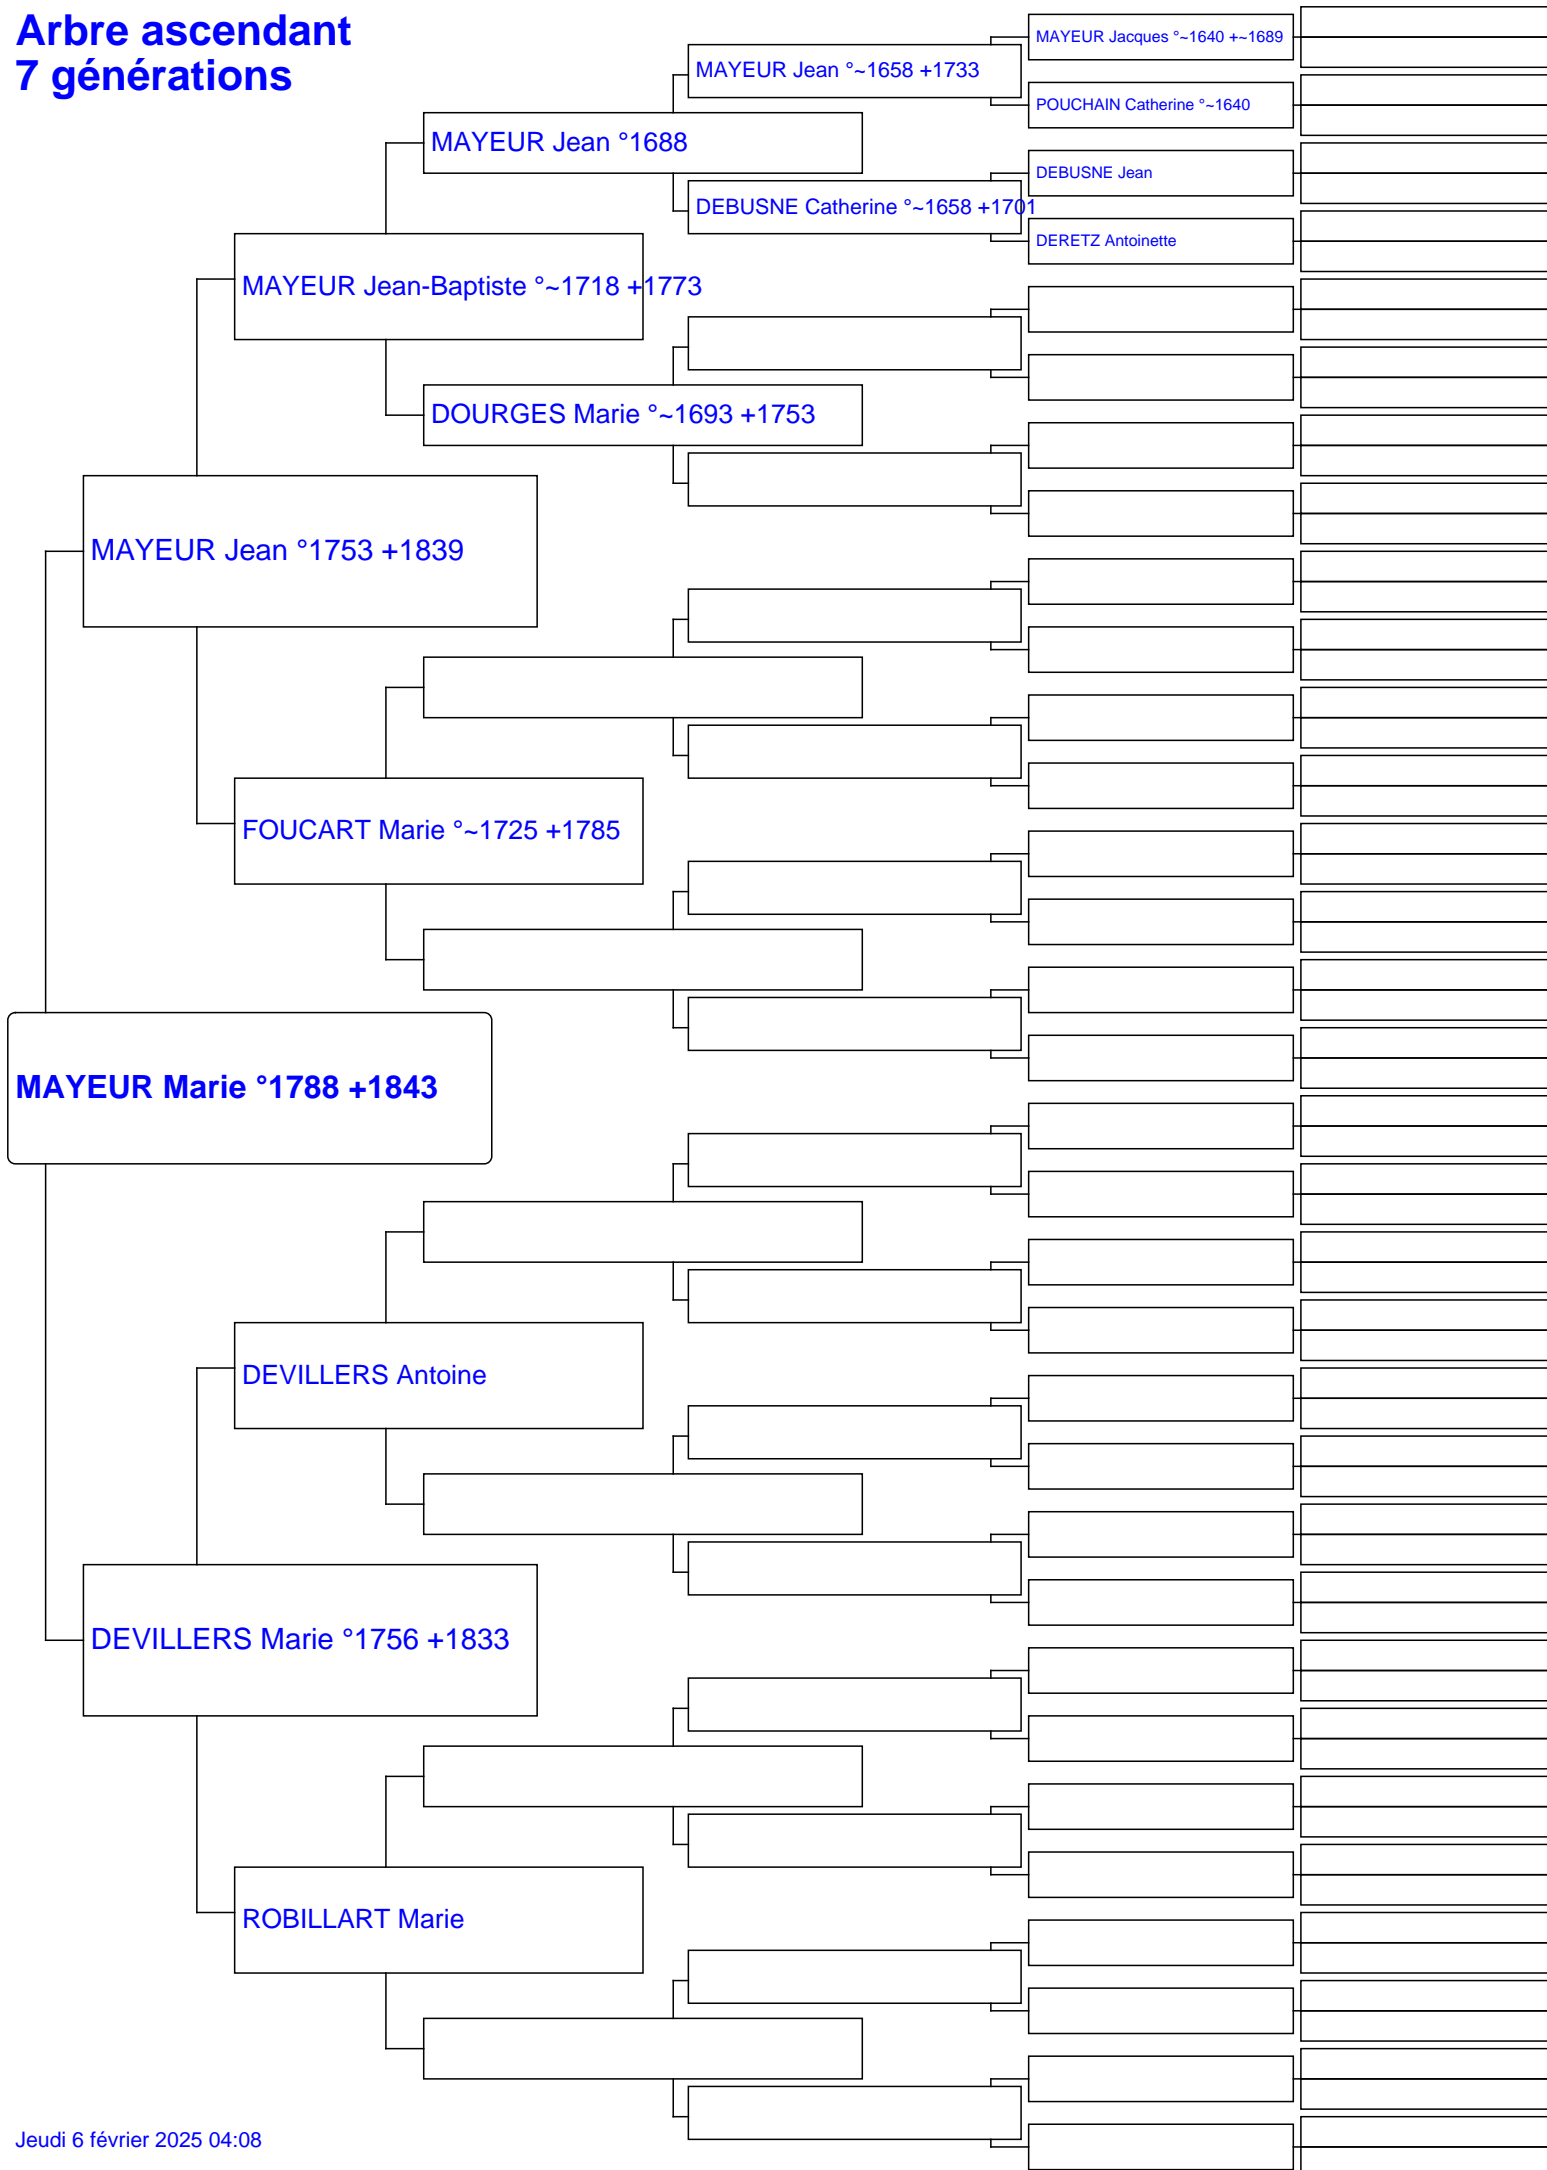 Arbre ascendant
7 générations
MAYEUR Jacques °~1640 +~1689
MAYEUR Jean °~1658 +1733
POUCHAIN Catherine °~1640
MAYEUR Jean °1688
DEBUSNE Jean
DEBUSNE Catherine °~1658 +1701
DERETZ Antoinette
MAYEUR Jean-Baptiste °~1718 +1773
DOURGES Marie °~1693 +1753
MAYEUR Jean °1753 +1839
FOUCART Marie °~1725 +1785
MAYEUR Marie °1788 +1843
DEVILLERS Antoine
DEVILLERS Marie °1756 +1833
ROBILLART Marie
Jeudi 6 février 2025 04:08